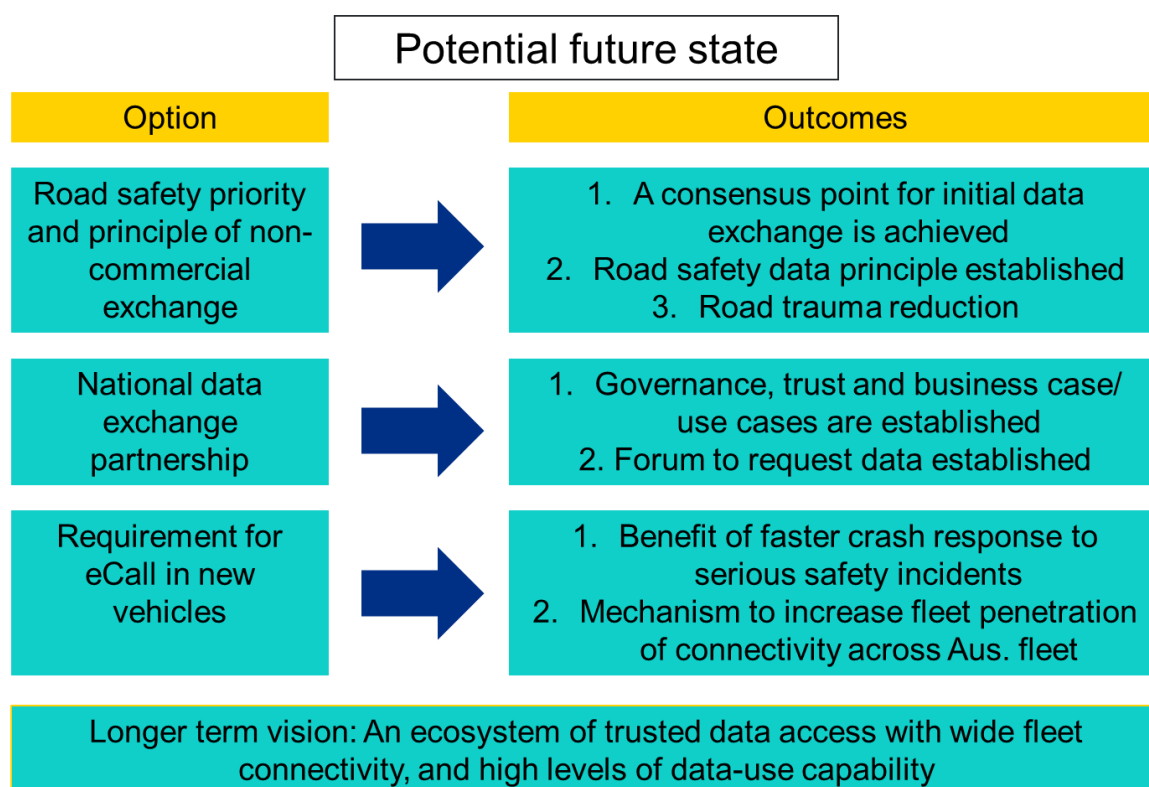 Potential future state
Option
Outcomes
Road safety priority
and principle of non-
commercial
exchange
1. A consensus point for initial data
exchange is achieved
2. Road safety data principle established
3. Road trauma reduction
National data
exchange
partnership
1. Governance, trust and business case/
use cases are established
2. Forum to request data established
Requirement for
eCall in new
vehicles
1. Benefit of faster crash response to
serious safety incidents
2. Mechanism to increase fleet penetration
of connectivity across Aus. fleet
Longer term vision: An ecosystem of trusted data access with wide fleet
connectivity, and high levels of data-use capability